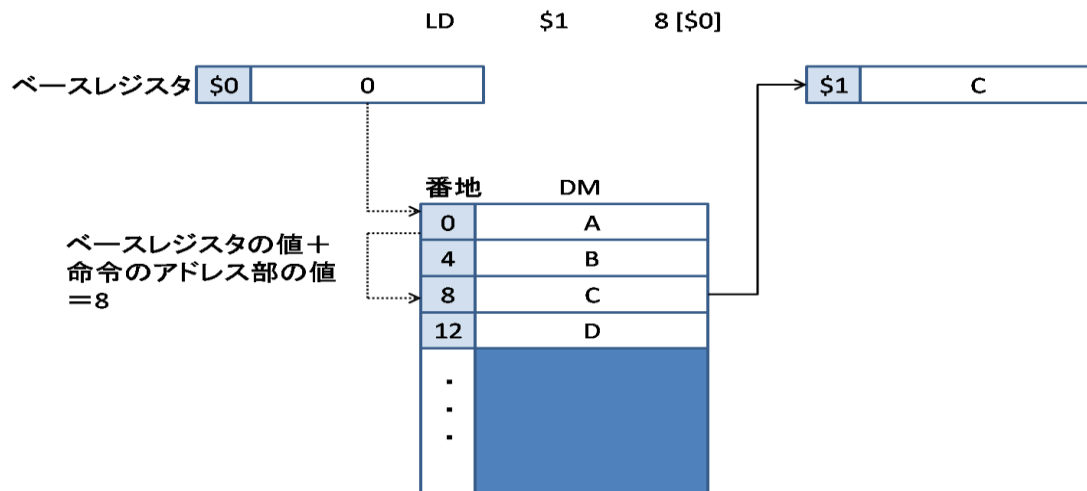 LD $1 8 [$0]
ベースレジスタ $0 0
$1 C
番地 DM
0 A
4 B
8 C
12 D
ベースレジスタの値+
命令のアドレス部の値
=8